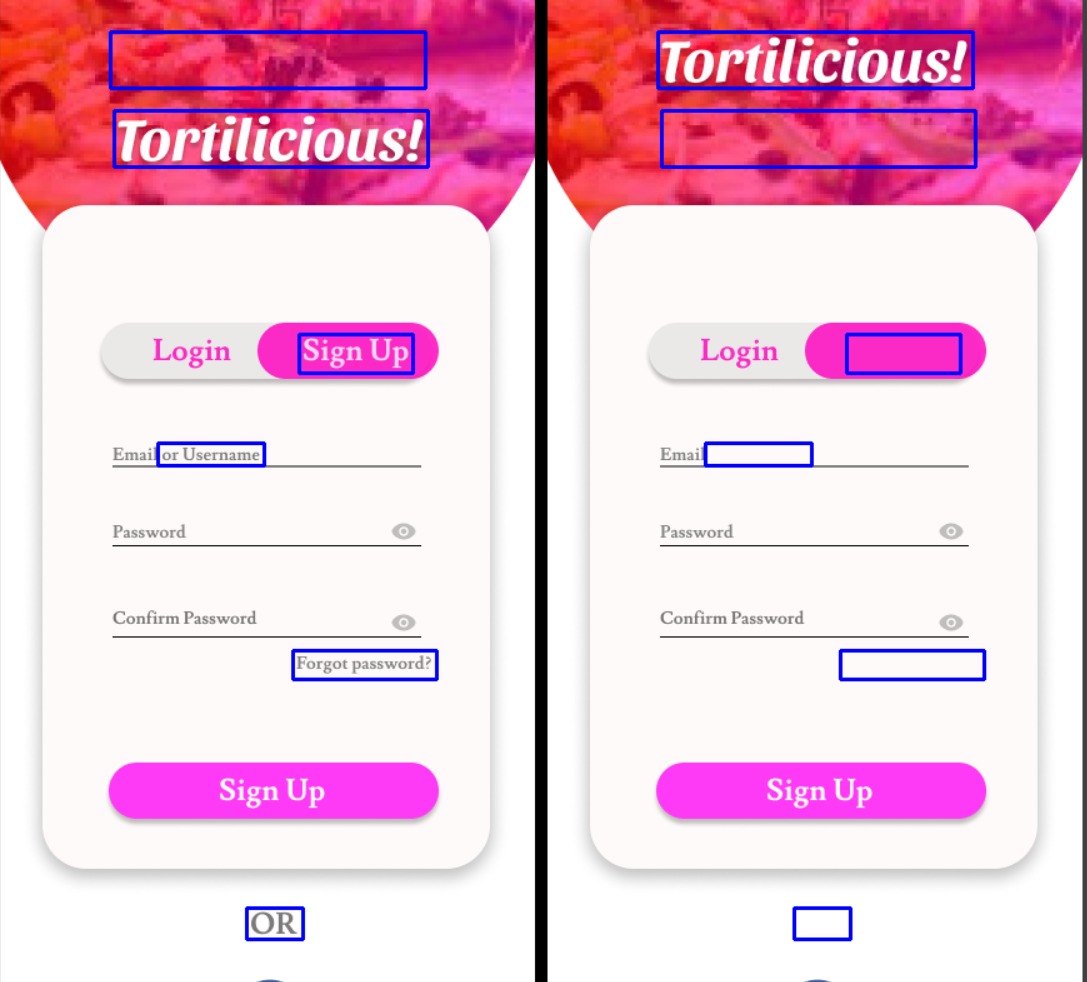 Tortilicious!
Login Sign Up
Email or Username
Password
Confirm Password
Forgot password?
Sign Up
OR
Tortilicious!
Login
Email
Password
Confirm Password
Sign Up